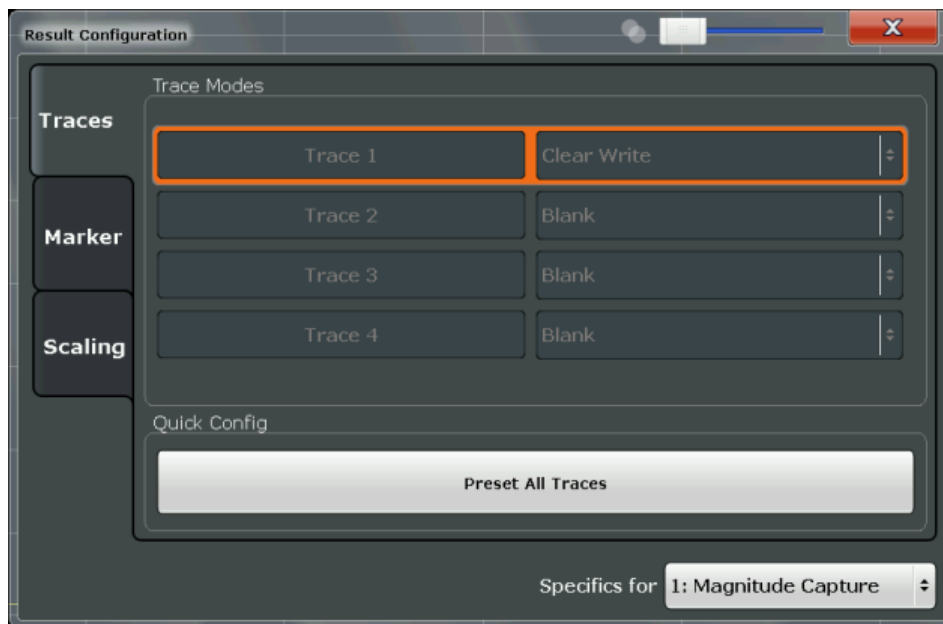 Result Configuration
X
Traces
Marker
Scaling
Trace Modes
Trace 1 Clear Write
Trace 2 Blank
Trace 3 Blank
Trace 4 Blank
Quick Config
Preset All Traces
Specifics for 1: Magnitude Capture